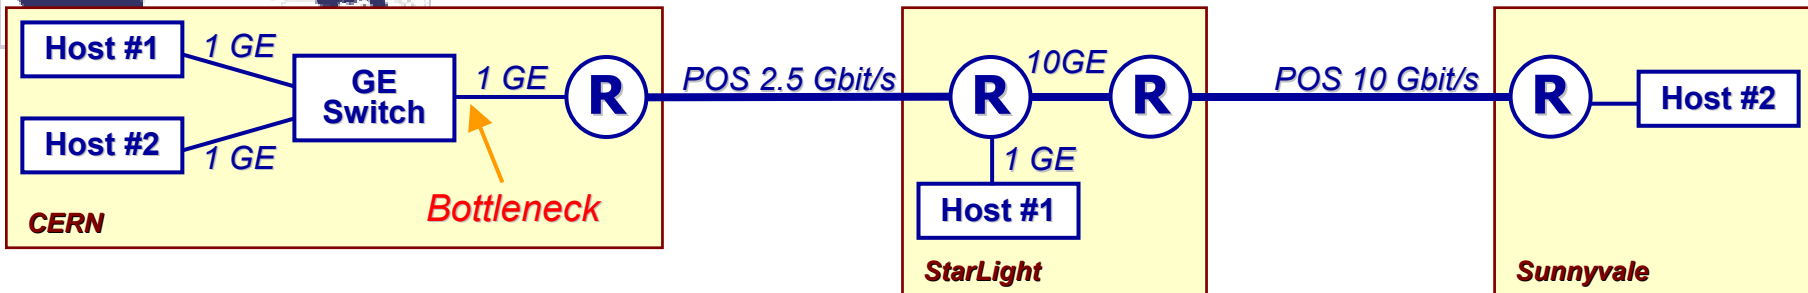 Host #1
1 GE
GE
Switch
1 GE
R
POS 2.5 Gbit/s
R
10GE
R
POS 10 Gbit/s
R
Host #2
Host #2
1 GE
Bottleneck
1 GE
Host #1
CERN
StarLight
Sunnyvale